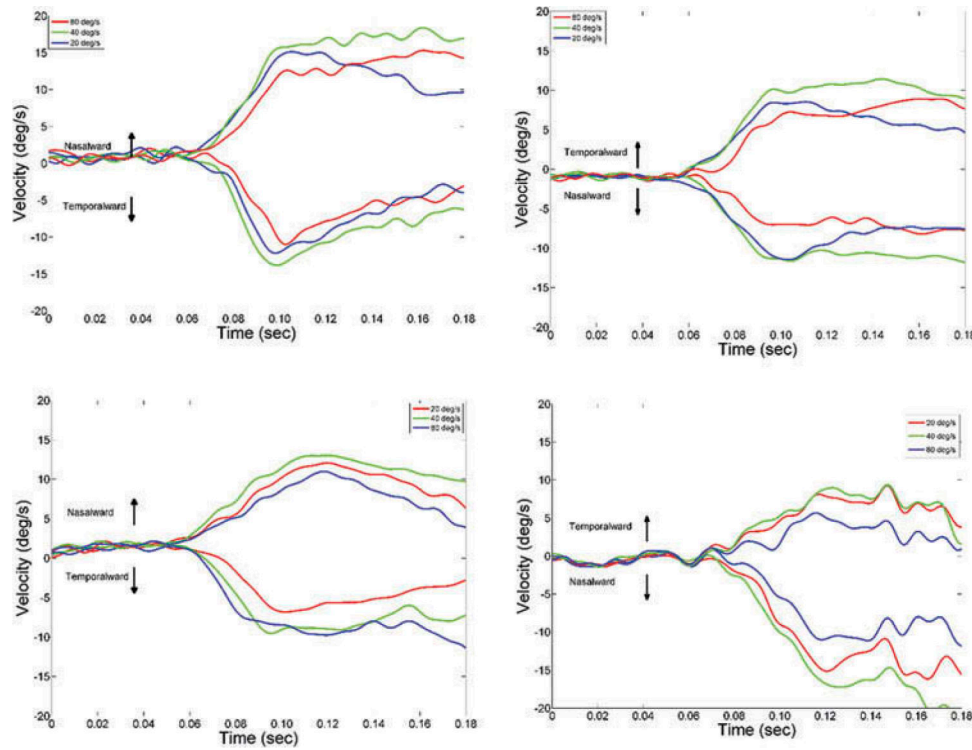 20
15
10
5
0
-5
-10
-15
-20
Velocity (deg/s)
80 deg/s
40 deg/s
20 deg/s
Nasalward
Temporalward
0 0.02 0.04 0.06 0.08 0.10 0.12 0.14 0.16 0.18
Time (sec)
20
15
10
5
0
-5
-10
-15
-20
Velocity (deg/s)
80 deg/s
40 deg/s
20 deg/s
Temporalward
Nasalward
0 0.02 0.04 0.06 0.08 0.10 0.12 0.14 0.16 0.18
Time (sec)
20
15
10
5
0
-5
-10
-15
-20
Velocity (deg/s)
20 deg/s
40 deg/s
80 deg/s
Nasalward
Temporalward
0 0.02 0.04 0.06 0.08 0.10 0.12 0.14 0.16 0.18
Time (sec)
20
15
10
5
0
-5
-10
-15
-20
Velocity (deg/s)
20 deg/s
40 deg/s
80 deg/s
Temporalward
Nasalward
0 0.02 0.04 0.06 0.08 0.10 0.12 0.14 0.16 0.18
Time (sec)